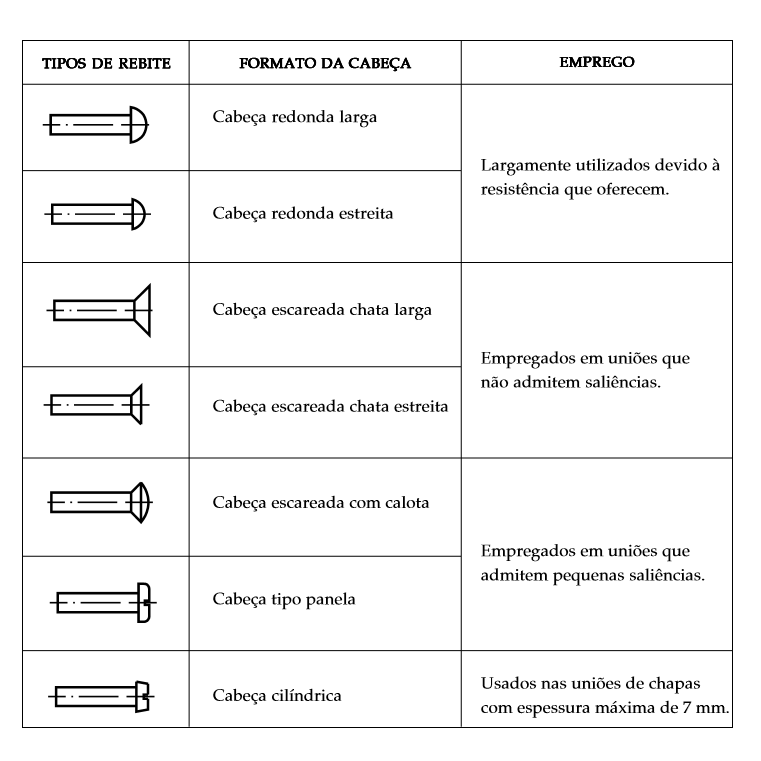 TIPOS DE REBITE
FORMATO DA CABEÇA
EMPREGO
Cabeça redonda larga
Largamente utilizados devido à
resistência que oferecem.
Cabeça redonda estreita
Cabeça escareada chata larga
Empregados em uniões que
não admitem saliências.
Cabeça escareada chata estreita
Cabeça escareada com calota
Empregados em uniões que
admitem pequenas saliências.
Cabeça tipo panela
Cabeça cilíndrica
Usados nas uniões de chapas
com espessura máxima de 7 mm.